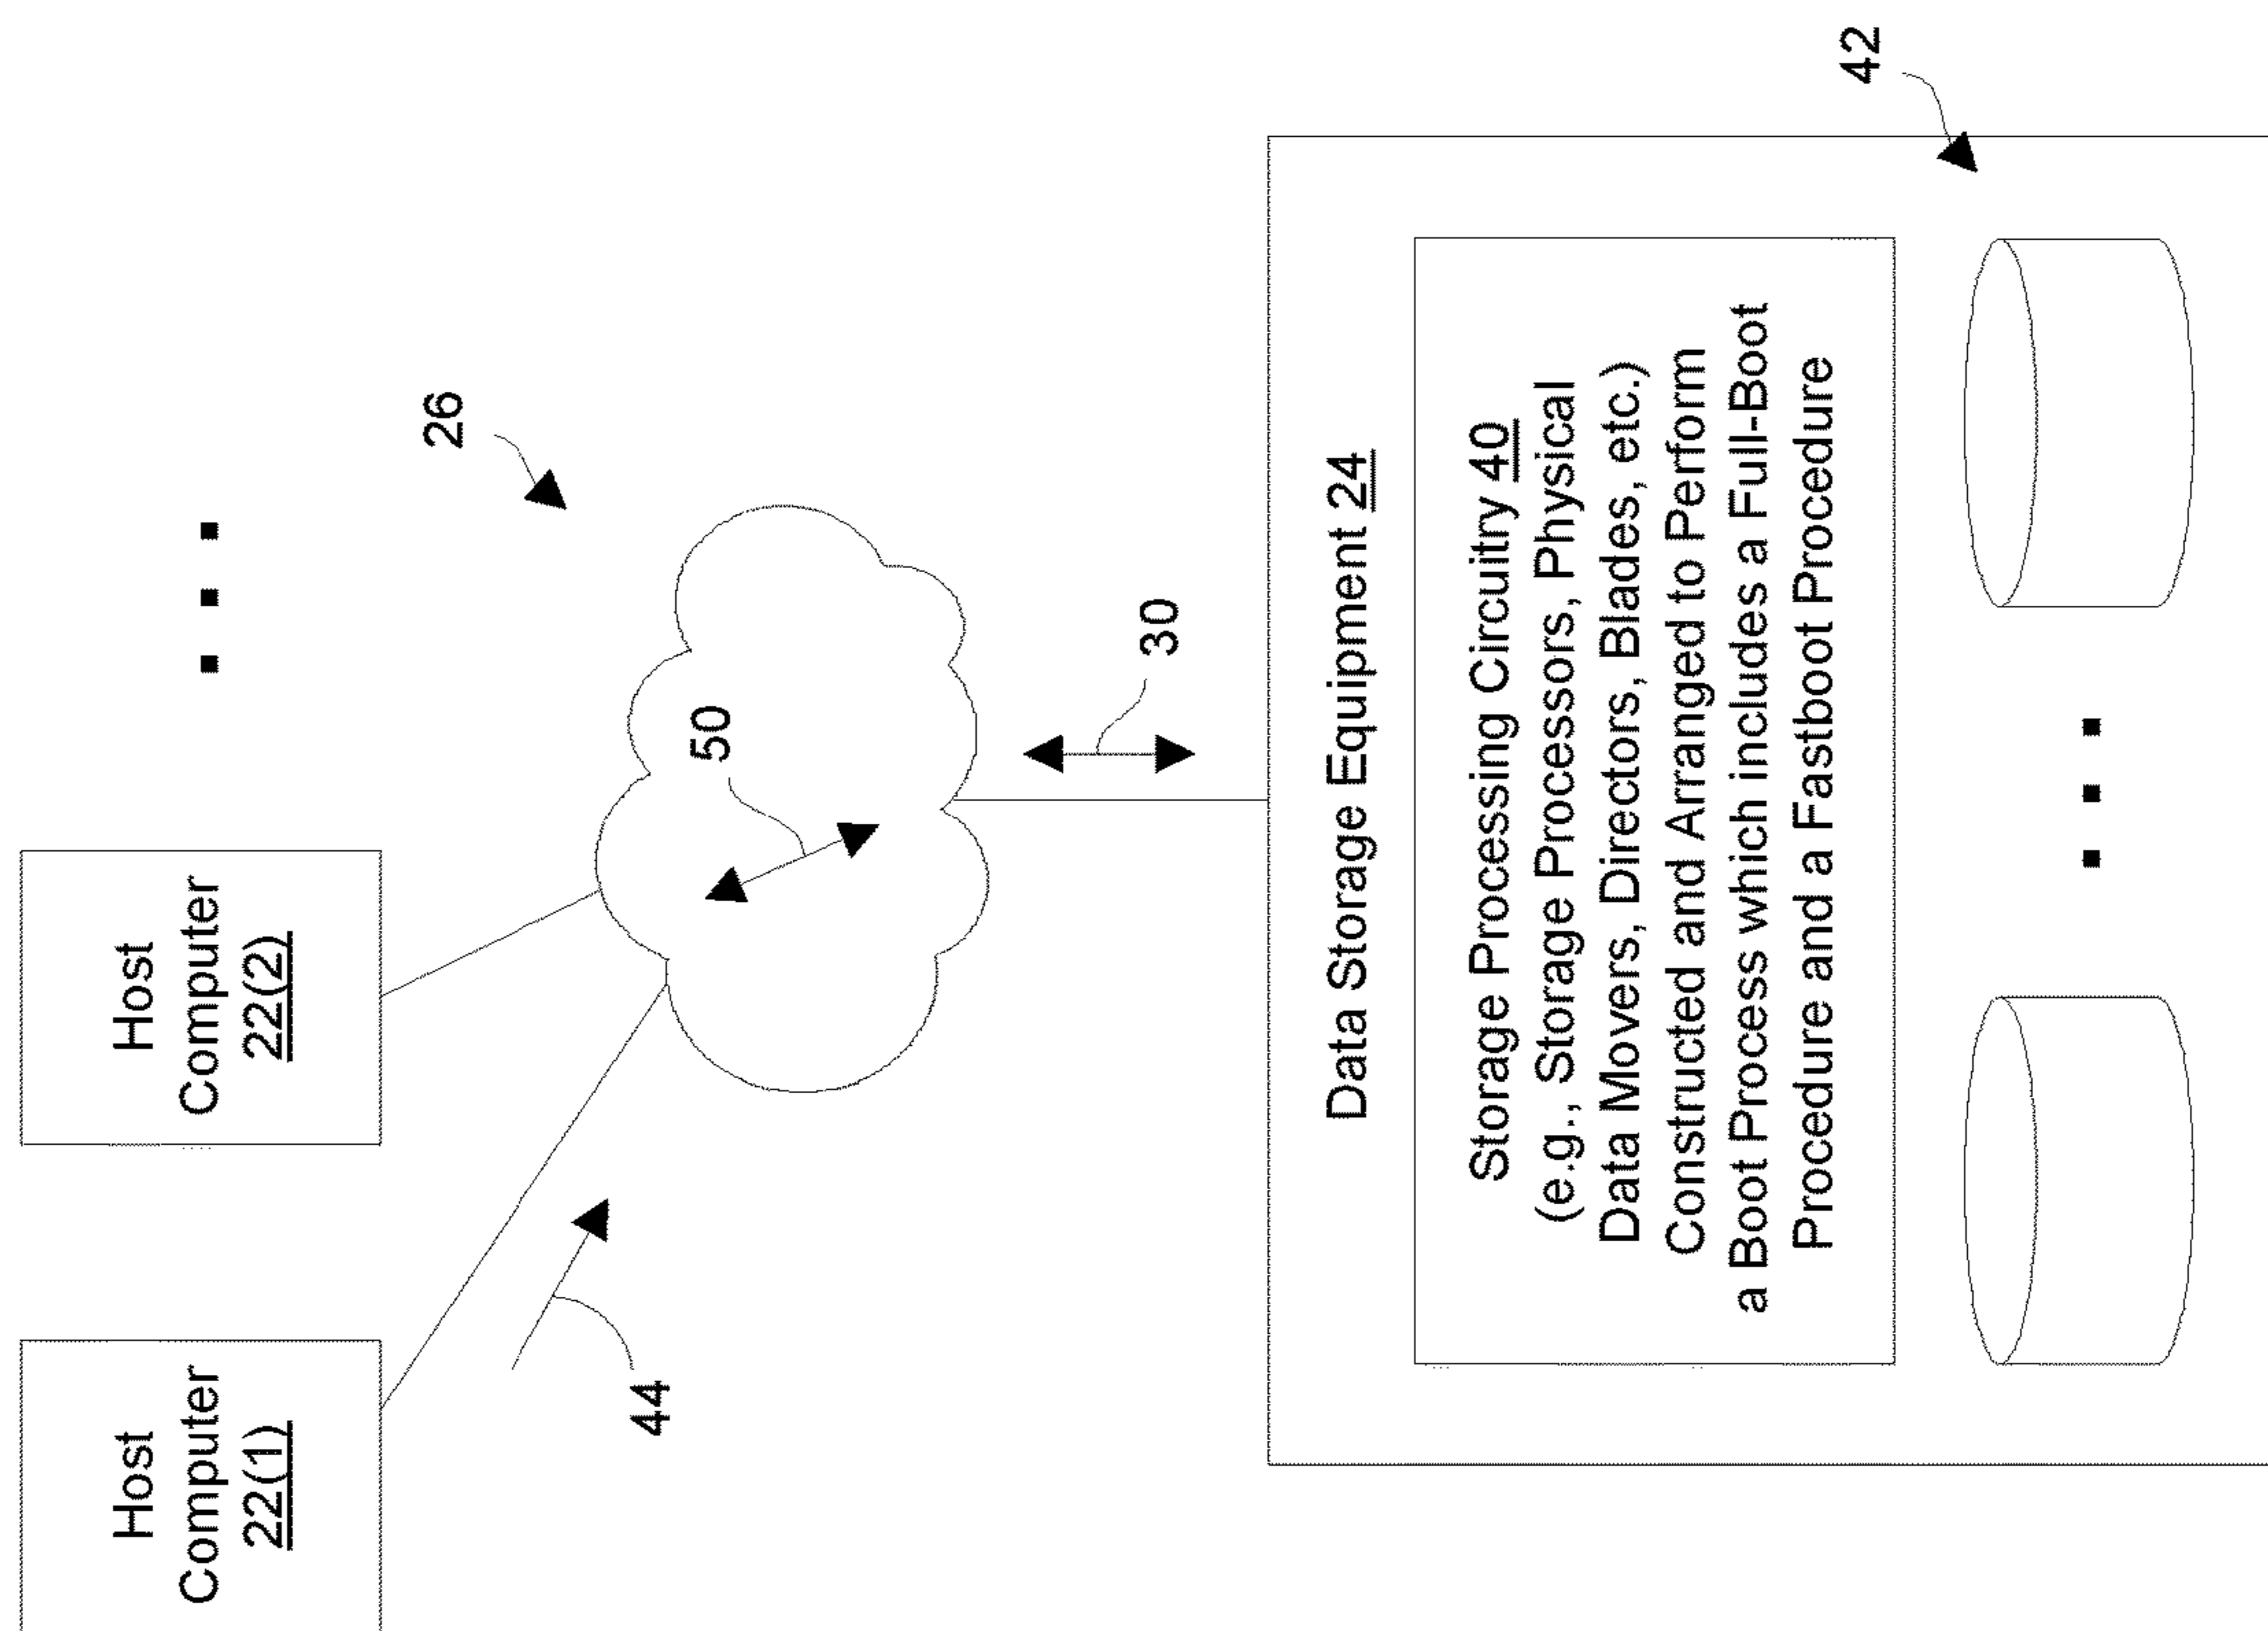 Host
Computer
22(1)
Host
Computer
22(2)
26
44
50
30
Data Storage Equipment 24
Storage Processing Circuitry 40
(e.g., Storage Processors, Physical
Data Movers, Directors, Blades, etc.)
Constructed and Arranged to Perform
a Boot Process which includes a Full-Boot
Procedure and a Fastboot Procedure
42